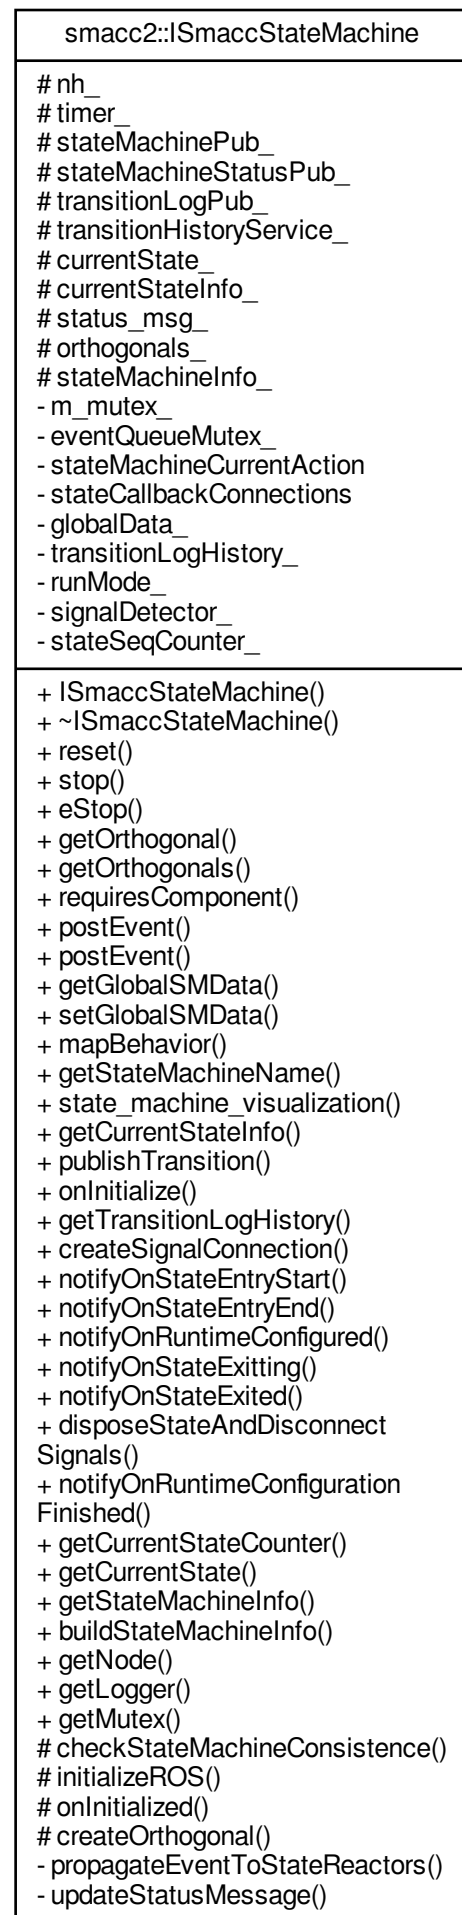 smacc2::ISmaccStateMachine
# nh_
# timer_
# stateMachinePub_
# stateMachineStatusPub_
# transitionLogPub_
# transitionHistoryService_
# currentState_
# currentStateInfo_
# status_msg_
# orthogonals_
# stateMachineInfo_
- m_mutex_
- eventQueueMutex_
- stateMachineCurrentAction
- stateCallbackConnections
- globalData_
- transitionLogHistory_
- runMode_
- signalDetector_
- stateSeqCounter_
+ ISmaccStateMachine()
+ ~ISmaccStateMachine()
+ reset()
+ stop()
+ eStop()
+ getOrthogonal()
+ getOrthogonals()
+ requiresComponent()
+ postEvent()
+ postEvent()
+ getGlobalSMData()
+ setGlobalSMData()
+ mapBehavior()
+ getStateMachineName()
+ state_machine_visualization()
+ getCurrentStateInfo()
+ publishTransition()
+ onInitialize()
+ getTransitionLogHistory()
+ createSignalConnection()
+ notifyOnStateEntryStart()
+ notifyOnStateEntryEnd()
+ notifyOnRuntimeConfigured()
+ notifyOnStateExitting()
+ notifyOnStateExited()
+ disposeStateAndDisconnect
Signals()
+ notifyOnRuntimeConfiguration
Finished()
+ getCurrentStateCounter()
+ getCurrentState()
+ getStateMachineInfo()
+ buildStateMachineInfo()
+ getNode()
+ getLogger()
+ getMutex()
# checkStateMachineConsistence()
# initializeROS()
# onInitialized()
# createOrthogonal()
- propagateEventToStateReactors()
- updateStatusMessage()